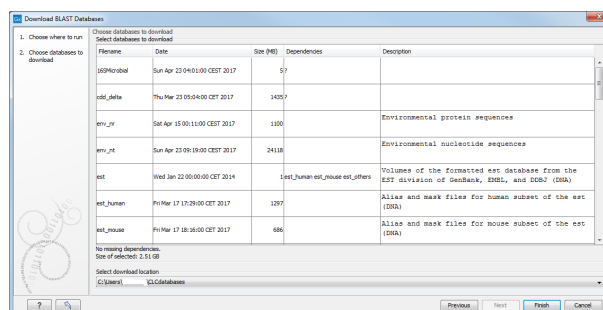 Download BLAST Databases
1. Choose where to run
2. Choose databases to
download
Choose databases to download
Select databases to download
Filename Date Size (MB) Dependencies Description
16SMicrobial Sun Apr 23 04:01:00 CEST 2017 5 ?
cdd_delta Thu Mar 23 05:04:00 CET 2017 1435 ?
env_nr Sat Apr 15 00:11:00 CEST 2017 1100 Environmental protein sequences
env_nt Sun Apr 23 09:19:00 CEST 2017 24118 Environmental nucleotide sequences
est Wed Jan 22 00:00:00 CET 2014 1 est_human est_mouse est_others Volumes of the formatted est database from the
EST division of GenBank, EMBL, and DDBJ (DNA)
est_human Fri Mar 17 17:29:00 CET 2017 1297 Alias and mask files for human subset of the est
(DNA)
est_mouse Fri Mar 17 18:16:00 CET 2017 686 Alias and mask files for mouse subset of the est
(DNA)
No missing dependencies.
Size of selected: 2.51 GB
Select download location
C:\Users\ \CLCdatabases
? Previous Next Finish Cancel